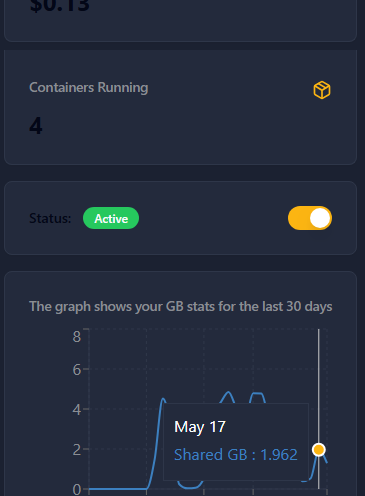 $0.13
Containers Running
4
Status: Active
The graph shows your GB stats for the last 30 days
8
6
4
2
0
May 17
Shared GB : 1.962